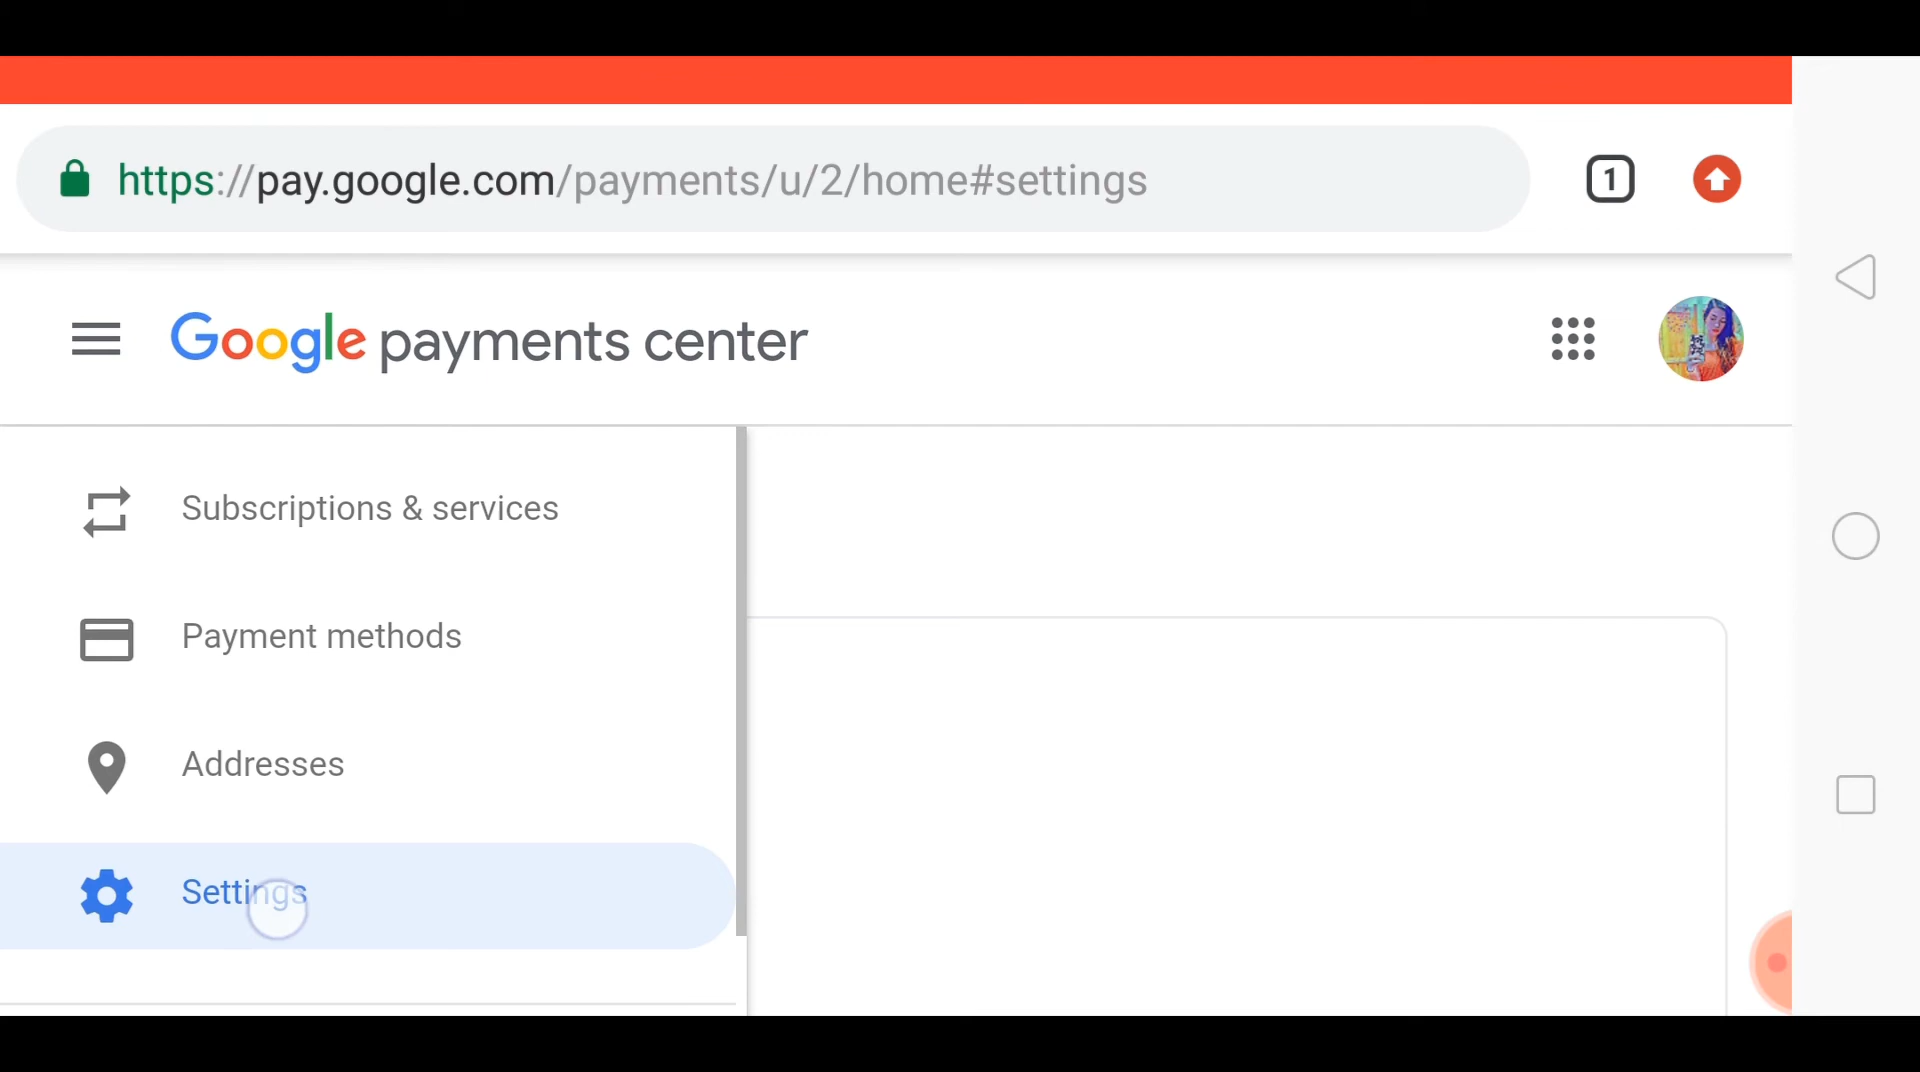 https://pay.google.com/payments/u/2/home#settings
1
Google payments center
Subscriptions & services
Payment methods
Addresses
Settings